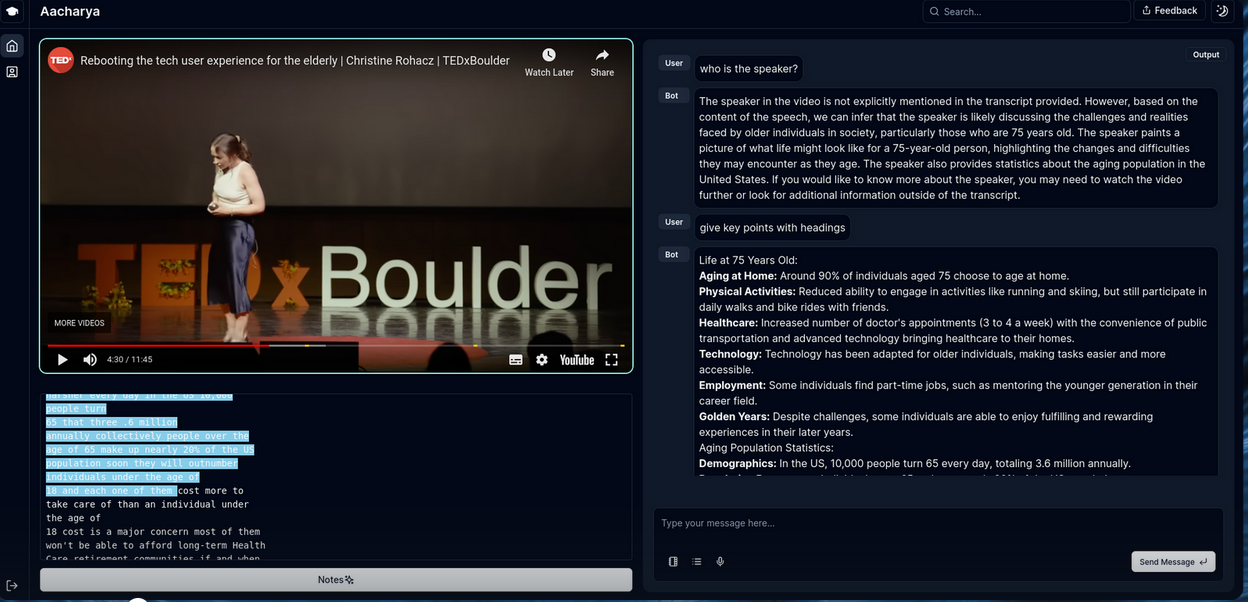 Aacharya
Search...
Feedback
TED
Rebooting the tech user experience for the elderly | Christine Rohacz | TEDxBoulder
Watch Later
Share
TEDxBoulder
MORE VIDEOS
4:30 / 11:45
YouTube
harsher every day in the US 10,000
people turn
65 that three .6 million
annually collectively people over the
age of 65 make up nearly 20% of the US
population soon they will outnumber
individuals under the age of
18 and each one of them cost more to
take care of than an individual under
the age of
18 cost is a major concern most of them
won't be able to afford long-term Health
Care retirement communities if and when
Notes
Output
User
who is the speaker?
Bot
The speaker in the video is not explicitly mentioned in the transcript provided. However, based on the
content of the speech, we can infer that the speaker is likely discussing the challenges and realities
faced by older individuals in society, particularly those who are 75 years old. The speaker paints a
picture of what life might look like for a 75-year-old person, highlighting the changes and difficulties
they may encounter as they age. The speaker also provides statistics about the aging population in the
United States. If you would like to know more about the speaker, you may need to watch the video
further or look for additional information outside of the transcript.
User
give key points with headings
Bot
Life at 75 Years Old:
Aging at Home: Around 90% of individuals aged 75 choose to age at home.
Physical Activities: Reduced ability to engage in activities like running and skiing, but still participate in
daily walks and bike rides with friends.
Healthcare: Increased number of doctor's appointments (3 to 4 a week) with the convenience of public
transportation and advanced technology bringing healthcare to their homes.
Technology: Technology has been adapted for older individuals, making tasks easier and more
accessible.
Employment: Some individuals find part-time jobs, such as mentoring the younger generation in their
career field.
Golden Years: Despite challenges, some individuals are able to enjoy fulfilling and rewarding
experiences in their later years.
Aging Population Statistics:
Demographics: In the US, 10,000 people turn 65 every day, totaling 3.6 million annually.
Type your message here...
Send Message